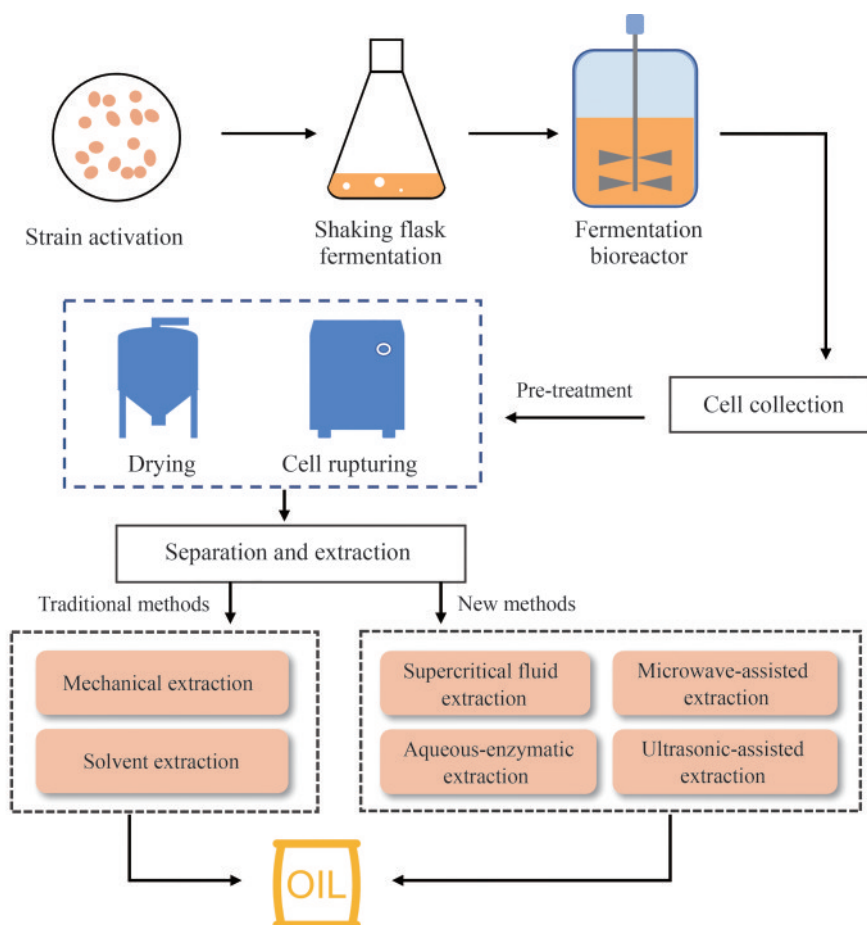 Strain activation
Shaking flask
fermentation
Fermentation
bioreactor
Pre-treatment
Cell collection
Drying
Cell rupturing
Separation and extraction
Traditional methods
New methods
Mechanical extraction
Solvent extraction
Supercritical fluid
extraction
Microwave-assisted
extraction
Aqueous-enzymatic
extraction
Ultrasonic-assisted
extraction
OIL